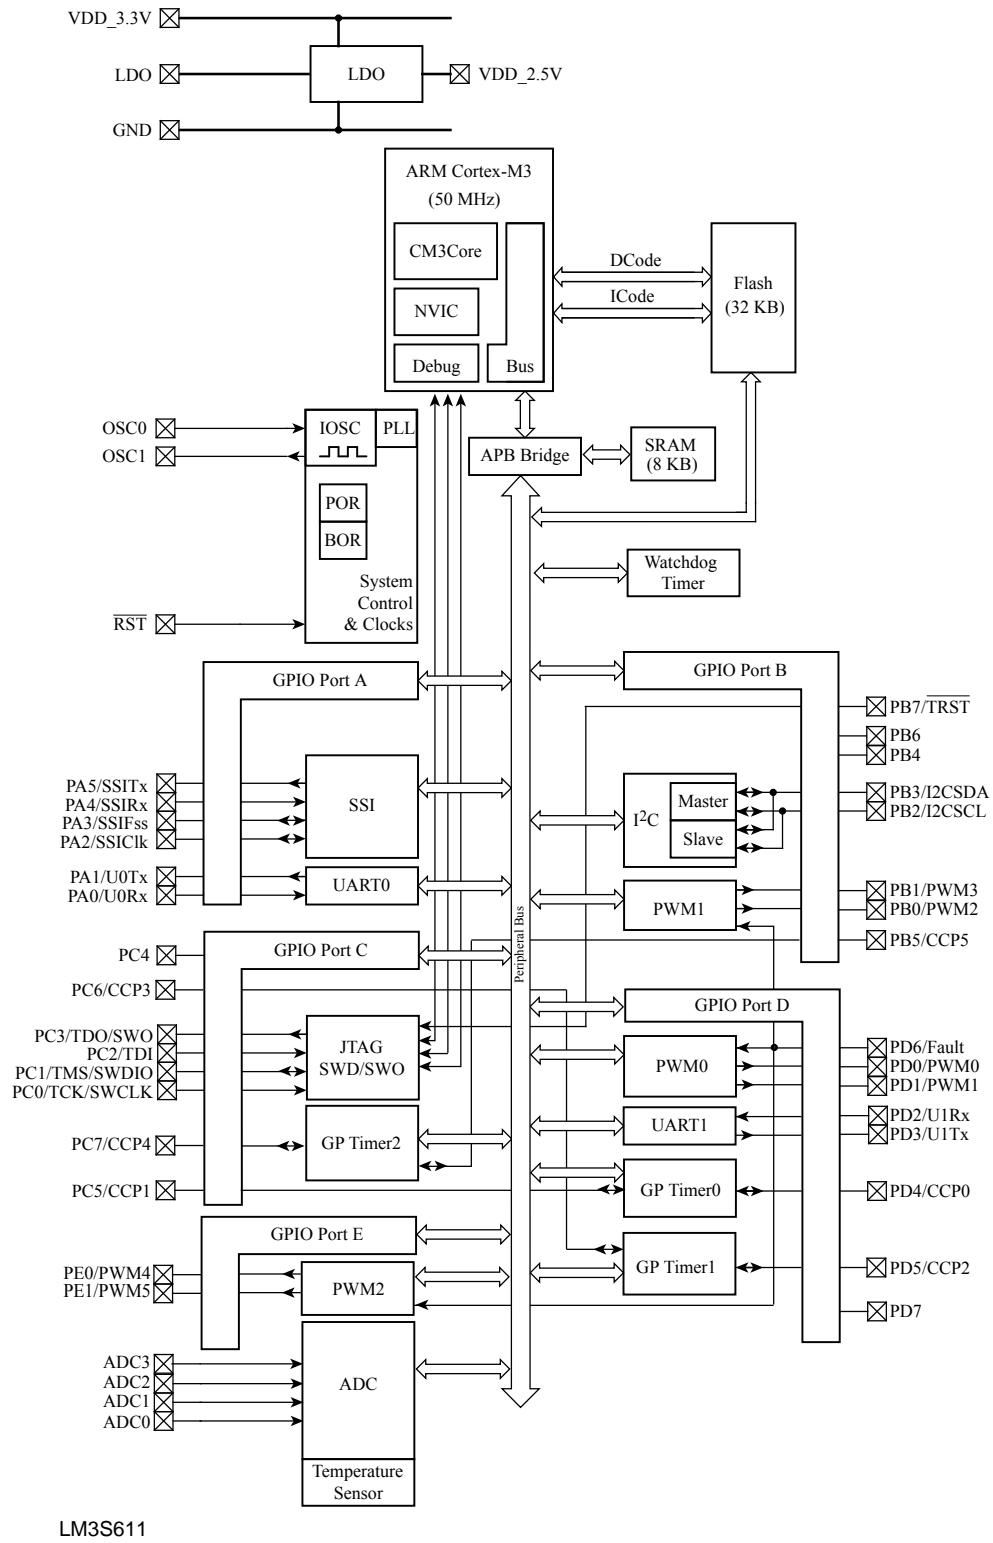 VDD_3.3V
LDO
LDO
VDD_2.5V
GND
ARM Cortex-M3
(50 MHz)
CM3Core
NVIC
Debug
Bus
DCode
ICode
Flash
(32 KB)
OSC0
OSC1
IOSC
PLL
POR
BOR
System
Control
& Clocks
RST
APB Bridge
SRAM
(8 KB)
Watchdog
Timer
Peripheral Bus
GPIO Port A
PA5/SSITx
PA4/SSIRx
PA3/SSIFss
PA2/SSIClk
SSI
PA1/U0Tx
PA0/U0Rx
UART0
GPIO Port B
PB7/TRST
PB6
PB4
PB3/I2CSDA
PB2/I2CSCL
I2C
Master
Slave
PB1/PWM3
PB0/PWM2
PWM1
PB5/CCP5
GPIO Port C
PC4
PC6/CCP3
PC3/TDO/SWO
PC2/TDI
PC1/TMS/SWDIO
PC0/TCK/SWCLK
JTAG
SWD/SWO
PC7/CCP4
GP Timer2
PC5/CCP1
GPIO Port D
PD6/Fault
PD0/PWM0
PD1/PWM1
PWM0
PD2/U1Rx
PD3/U1Tx
UART1
GP Timer0
PD4/CCP0
GP Timer1
PD5/CCP2
PD7
GPIO Port E
PE0/PWM4
PE1/PWM5
PWM2
ADC3
ADC2
ADC1
ADC0
ADC
Temperature
Sensor
LM3S611